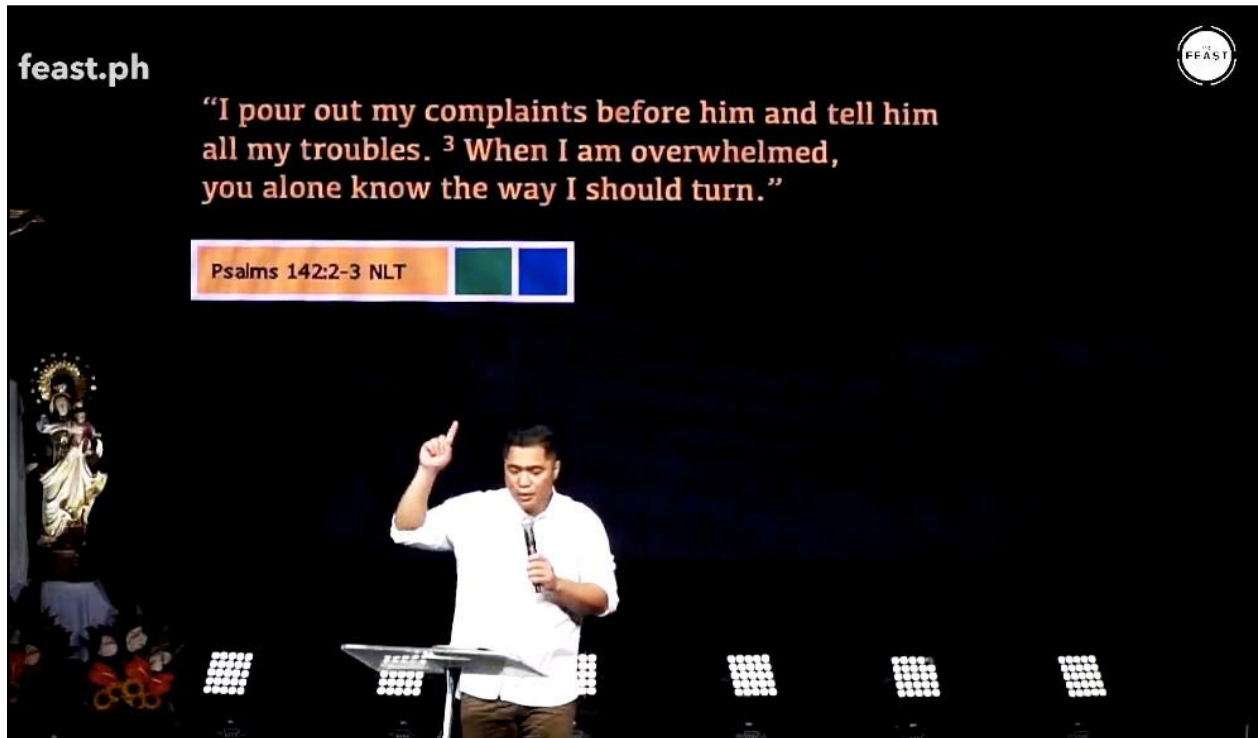 feast.ph
THE
FEAST
“I pour out my complaints before him and tell him
all my troubles. ³ When I am overwhelmed,
you alone know the way I should turn.”
Psalms 142:2-3 NLT